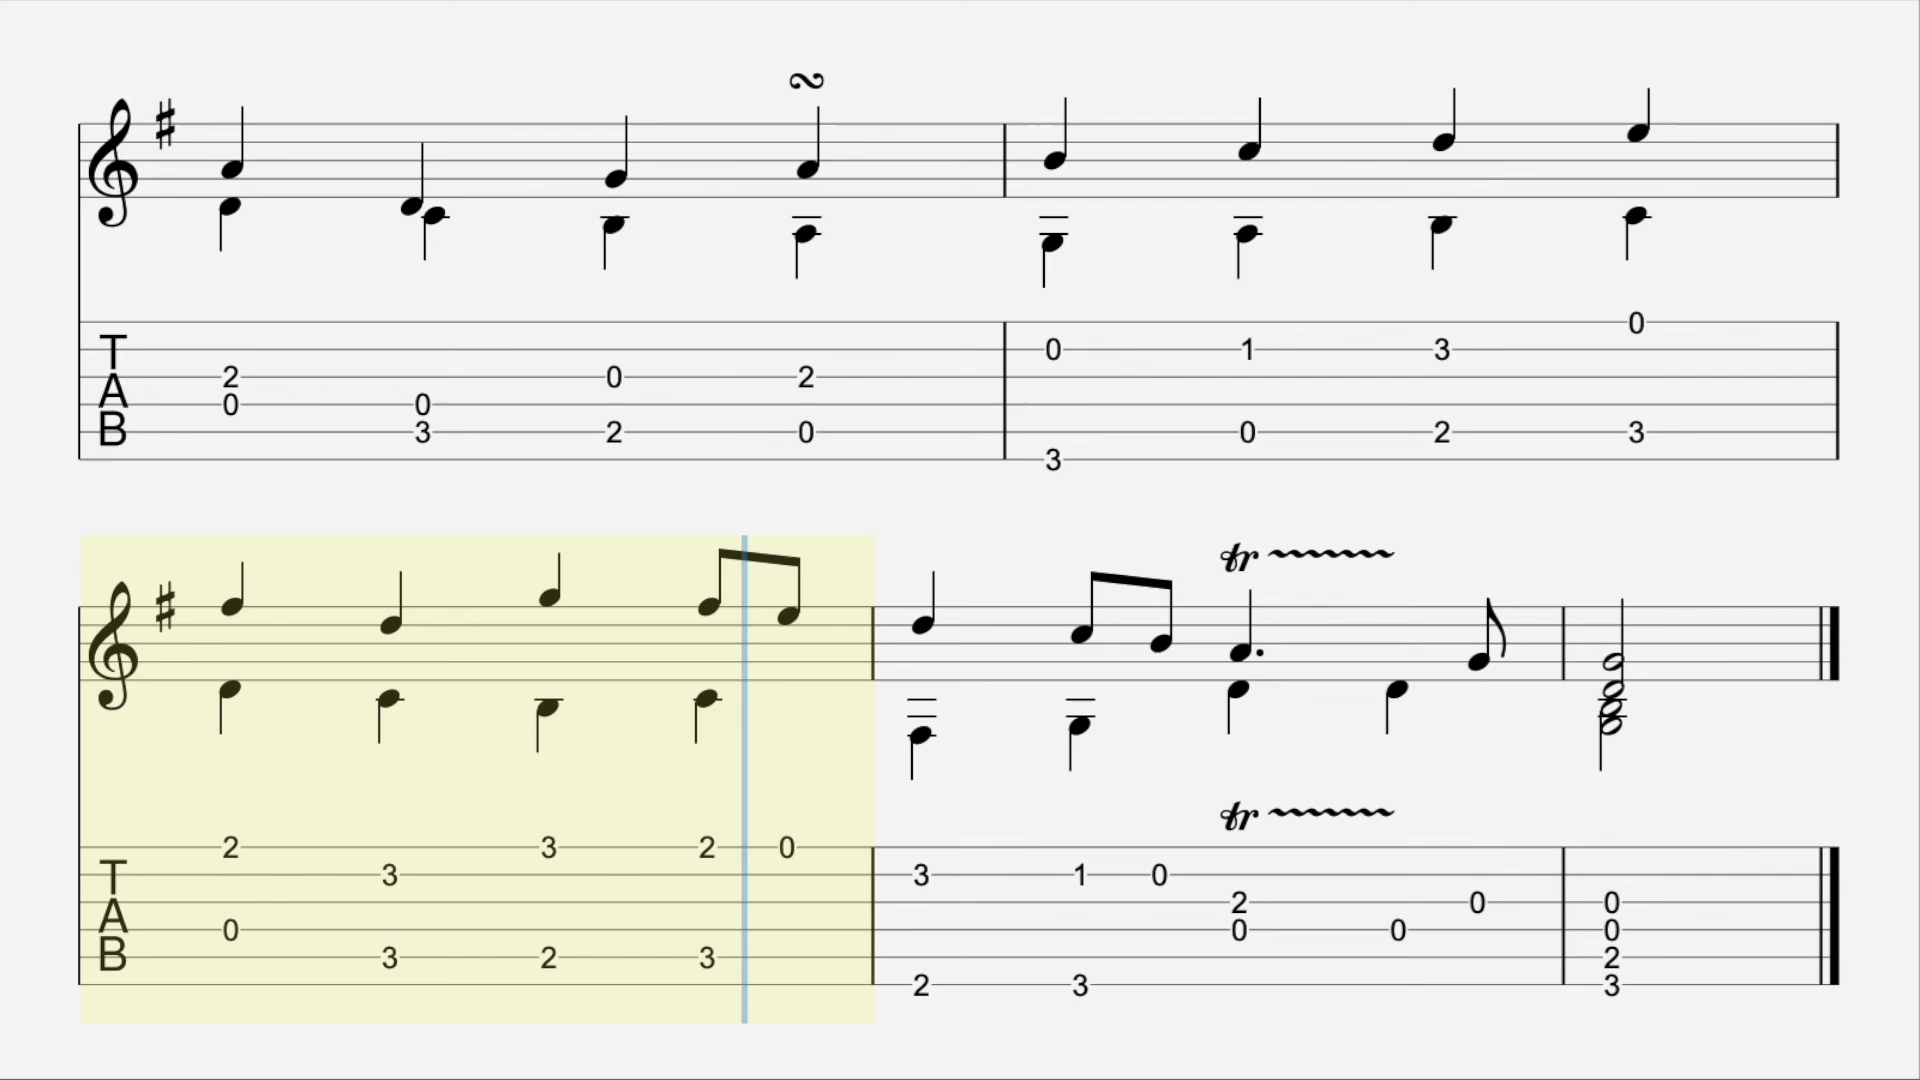 0
T 0 1 3
A 2 0 2
0 0
B 3 2 0 0 2 3
3
tr
tr
2 3 2 0
T 3 3 1 0
A 2 0 0
0 0 0 0
B 3 2 3 2
2 3 3